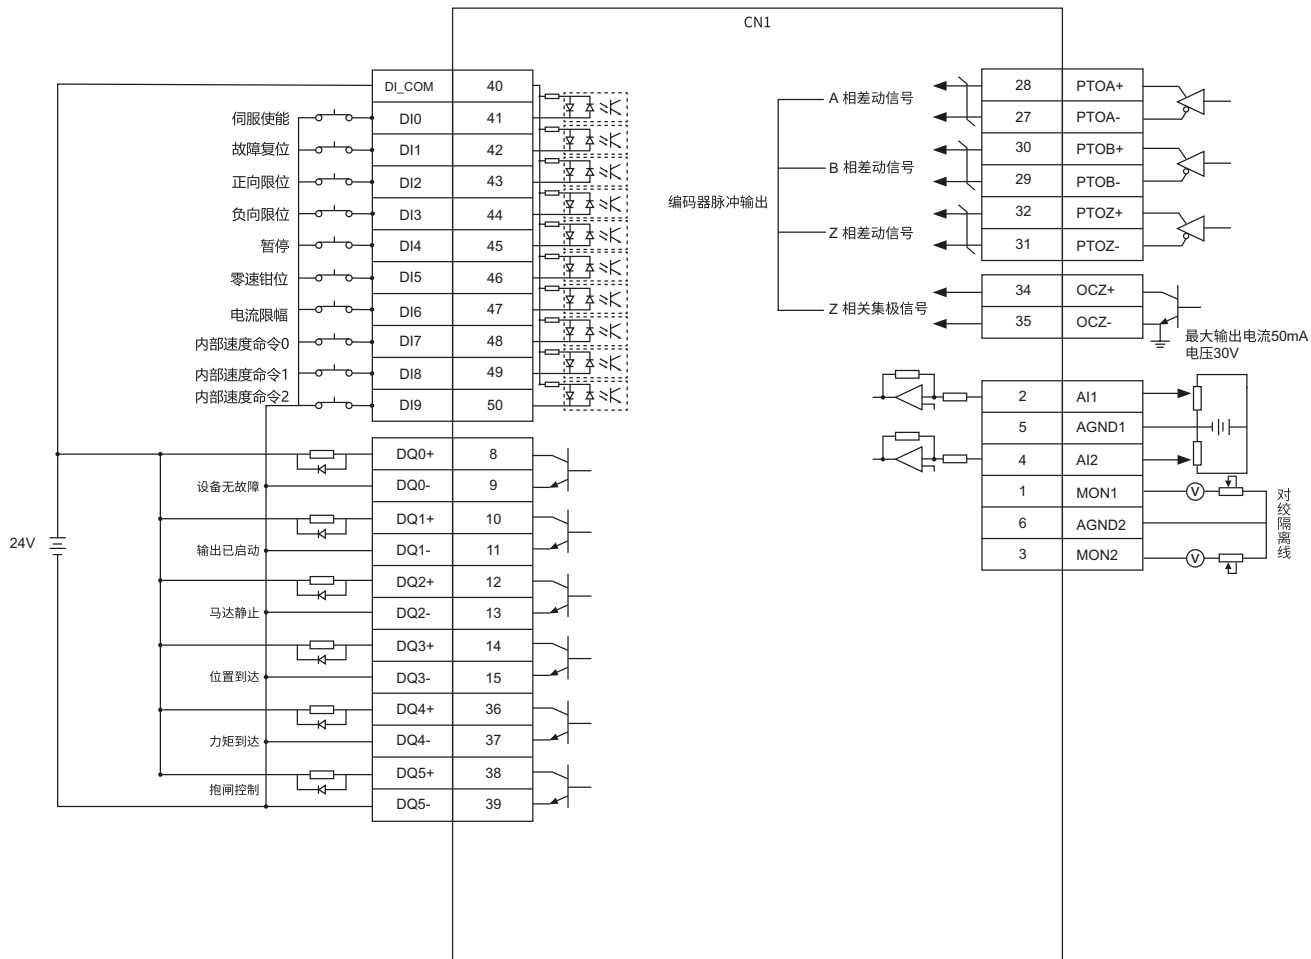 CN1
DI_COM 40
伺服使能 DI0 41
故障复位 DI1 42
正向限位 DI2 43
负向限位 DI3 44
暂停 DI4 45
零速钳位 DI5 46
电流限幅 DI6 47
内部速度命令0 DI7 48
内部速度命令1 DI8 49
内部速度命令2 DI9 50
DQ0+ 8
设备无故障 DQ0- 9
DQ1+ 10
输出已启动 DQ1- 11
DQ2+ 12
马达静止 DQ2- 13
DQ3+ 14
位置到达 DQ3- 15
DQ4+ 36
力矩到达 DQ4- 37
DQ5+ 38
抱闸控制 DQ5- 39
24V
编码器脉冲输出
A 相差动信号
28 PTOA+
27 PTOA-
B 相差动信号
30 PTOB+
29 PTOB-
Z 相差动信号
32 PTOZ+
31 PTOZ-
Z 相关集极信号
34 OCZ+
35 OCZ-
最大输出电流50mA
电压30V
2 AI1
5 AGND1
4 AI2
1 MON1 V
6 AGND2
3 MON2 V
对绞隔离线